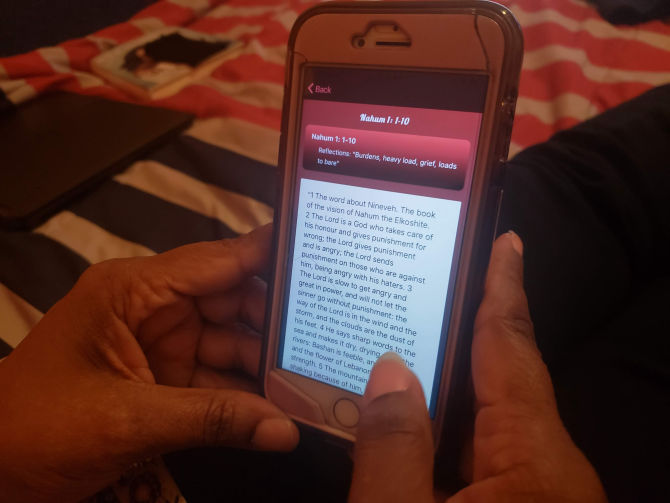 Back
Nahum 1: 1-10
Nahum 1: 1-10
Reflections: "Burdens, heavy load, grief, loads
to bare"
"1 The word about Nineveh. The book
of the vision of Nahum the Elkoshite.
2 The Lord is a God who takes care of
his honour and gives punishment for
wrong; the Lord sends
punishment on those who are against
and is angry; the Lord sends
him, being angry with his haters. 3
The Lord is slow to get angry and
great in power, and will not let the
sinner go without punishment: the
way of the Lord is in the wind and the
storm, and the clouds are the dust of
his feet. 4 He says sharp words to the
sea and makes it dry, drying the
rivers: Bashan is feeble, and
and the flower of Lebanon
strength. 5 The mountain
shaking because of him,